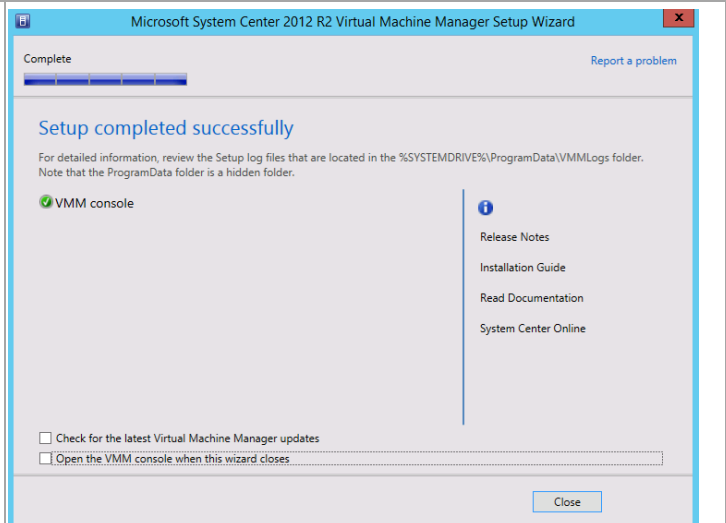 Microsoft System Center 2012 R2 Virtual Machine Manager Setup Wizard
x
Complete
Report a problem
Setup completed successfully
For detailed information, review the Setup log files that are located in the %SYSTEMDRIVE%\ProgramData\VMMLogs folder.
Note that the ProgramData folder is a hidden folder.
VMM console
Release Notes
Installation Guide
Read Documentation
System Center Online
Check for the latest Virtual Machine Manager updates
Open the VMM console when this wizard closes
Close